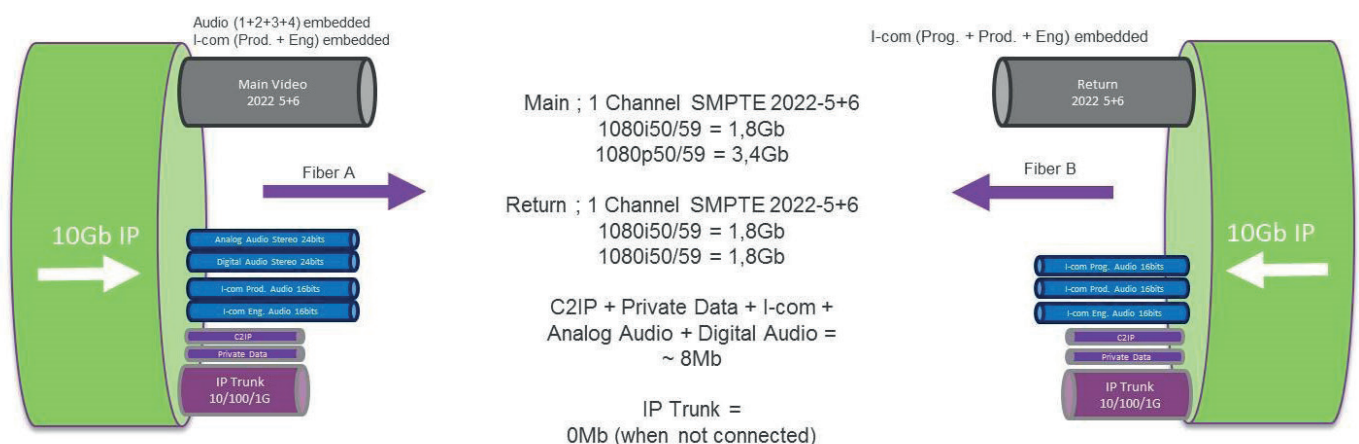 Audio (1+2+3+4) embedded
I-com (Prod. + Eng) embedded
Main Video
2022 5+6
Fiber A
10Gb IP
Analog Audio Stereo 24bits
Digital Audio Stereo 24bits
I-com Prod. Audio 16bits
I-com Eng. Audio 16bits
C2IP
Private Data
IP Trunk
10/100/1G
Main ; 1 Channel SMPTE 2022-5+6
1080i50/59 = 1,8Gb
1080p50/59 = 3,4Gb
Return ; 1 Channel SMPTE 2022-5+6
1080i50/59 = 1,8Gb
1080i50/59 = 1,8Gb
C2IP + Private Data + I-com +
Analog Audio + Digital Audio =
~ 8Mb
IP Trunk =
0Mb (when not connected)
I-com (Prog. + Prod. + Eng) embedded
Return
2022 5+6
Fiber B
10Gb IP
I-com Prog. Audio 16bits
I-com Prod. Audio 16bits
I-com Eng. Audio 16bits
C2IP
Private Data
IP Trunk
10/100/1G